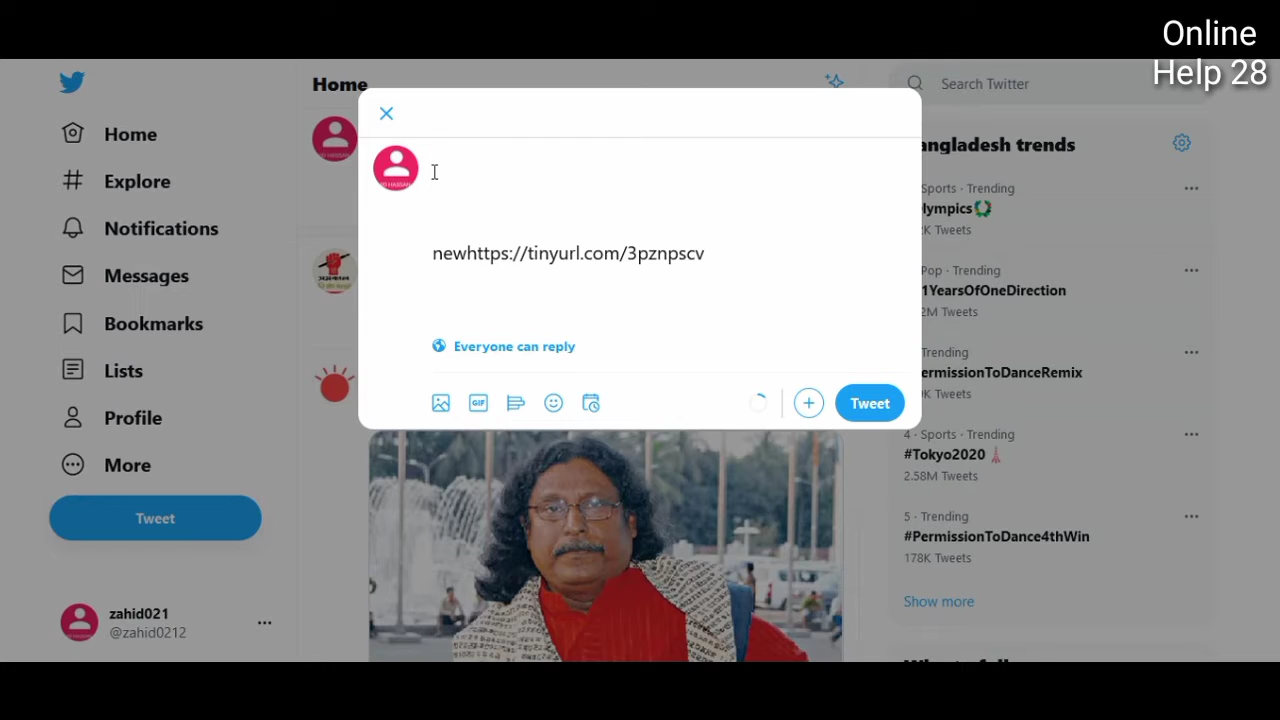 Online
Help 28
Home
Search Twitter
Home
Explore
Notifications
Messages
Bookmarks
Lists
Profile
More
Tweet
zahid021
@zahid0212
newhttps://tinyurl.com/3pznpscv
Everyone can reply
GIF
Tweet
angladesh trends
Sports · Trending
lympics
K Tweets
Pop · Trending
1YearsOfOneDirection
2M Tweets
Trending
ermissionToDanceRemix
K Tweets
4 · Sports · Trending
#Tokyo2020
2.58M Tweets
5 · Trending
#PermissionToDance4thWin
178K Tweets
Show more